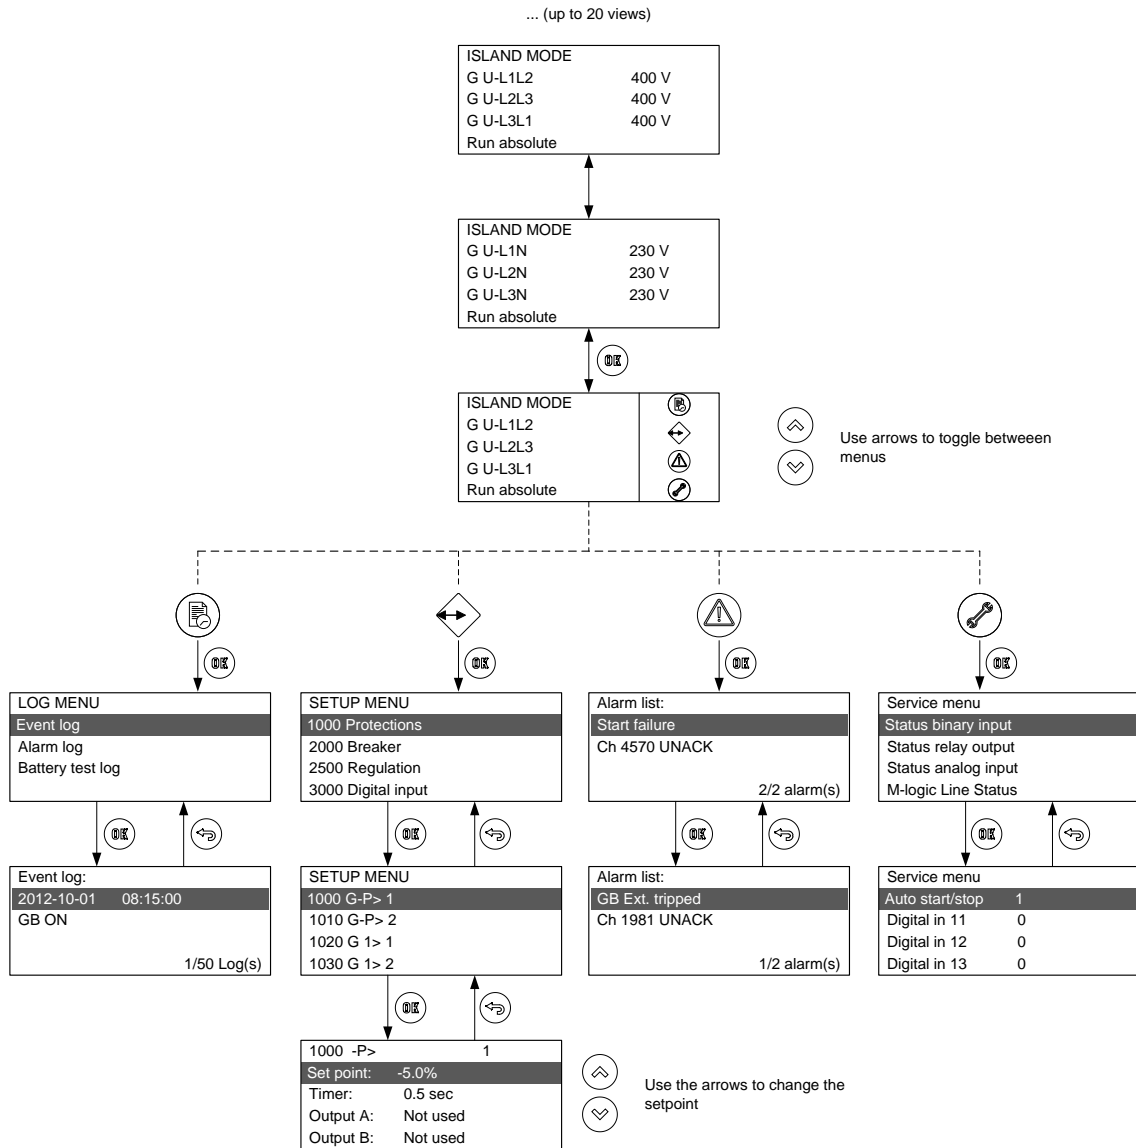 ... (up to 20 views)
ISLAND MODE
G U-L1L2 400 V
G U-L2L3 400 V
G U-L3L1 400 V
Run absolute
ISLAND MODE
G U-L1N 230 V
G U-L2N 230 V
G U-L3N 230 V
Run absolute
OK
ISLAND MODE
G U-L1L2
G U-L2L3
G U-L3L1
Run absolute
Use arrows to toggle betweeen
menus
OK
OK
OK
OK
LOG MENU
Event log
Alarm log
Battery test log
SETUP MENU
1000 Protections
2000 Breaker
2500 Regulation
3000 Digital input
Alarm list:
Start failure
Ch 4570 UNACK
2/2 alarm(s)
Service menu
Status binary input
Status relay output
Status analog input
M-logic Line Status
OK
OK
OK
OK
Event log:
2012-10-01 08:15:00
GB ON
1/50 Log(s)
SETUP MENU
1000 G-P> 1
1010 G-P> 2
1020 G 1> 1
1030 G 1> 2
Alarm list:
GB Ext. tripped
Ch 1981 UNACK
1/2 alarm(s)
Service menu
Auto start/stop 1
Digital in 11 0
Digital in 12 0
Digital in 13 0
OK
1000 -P> 1
Set point: -5.0%
Timer: 0.5 sec
Output A: Not used
Output B: Not used
Use the arrows to change the
setpoint